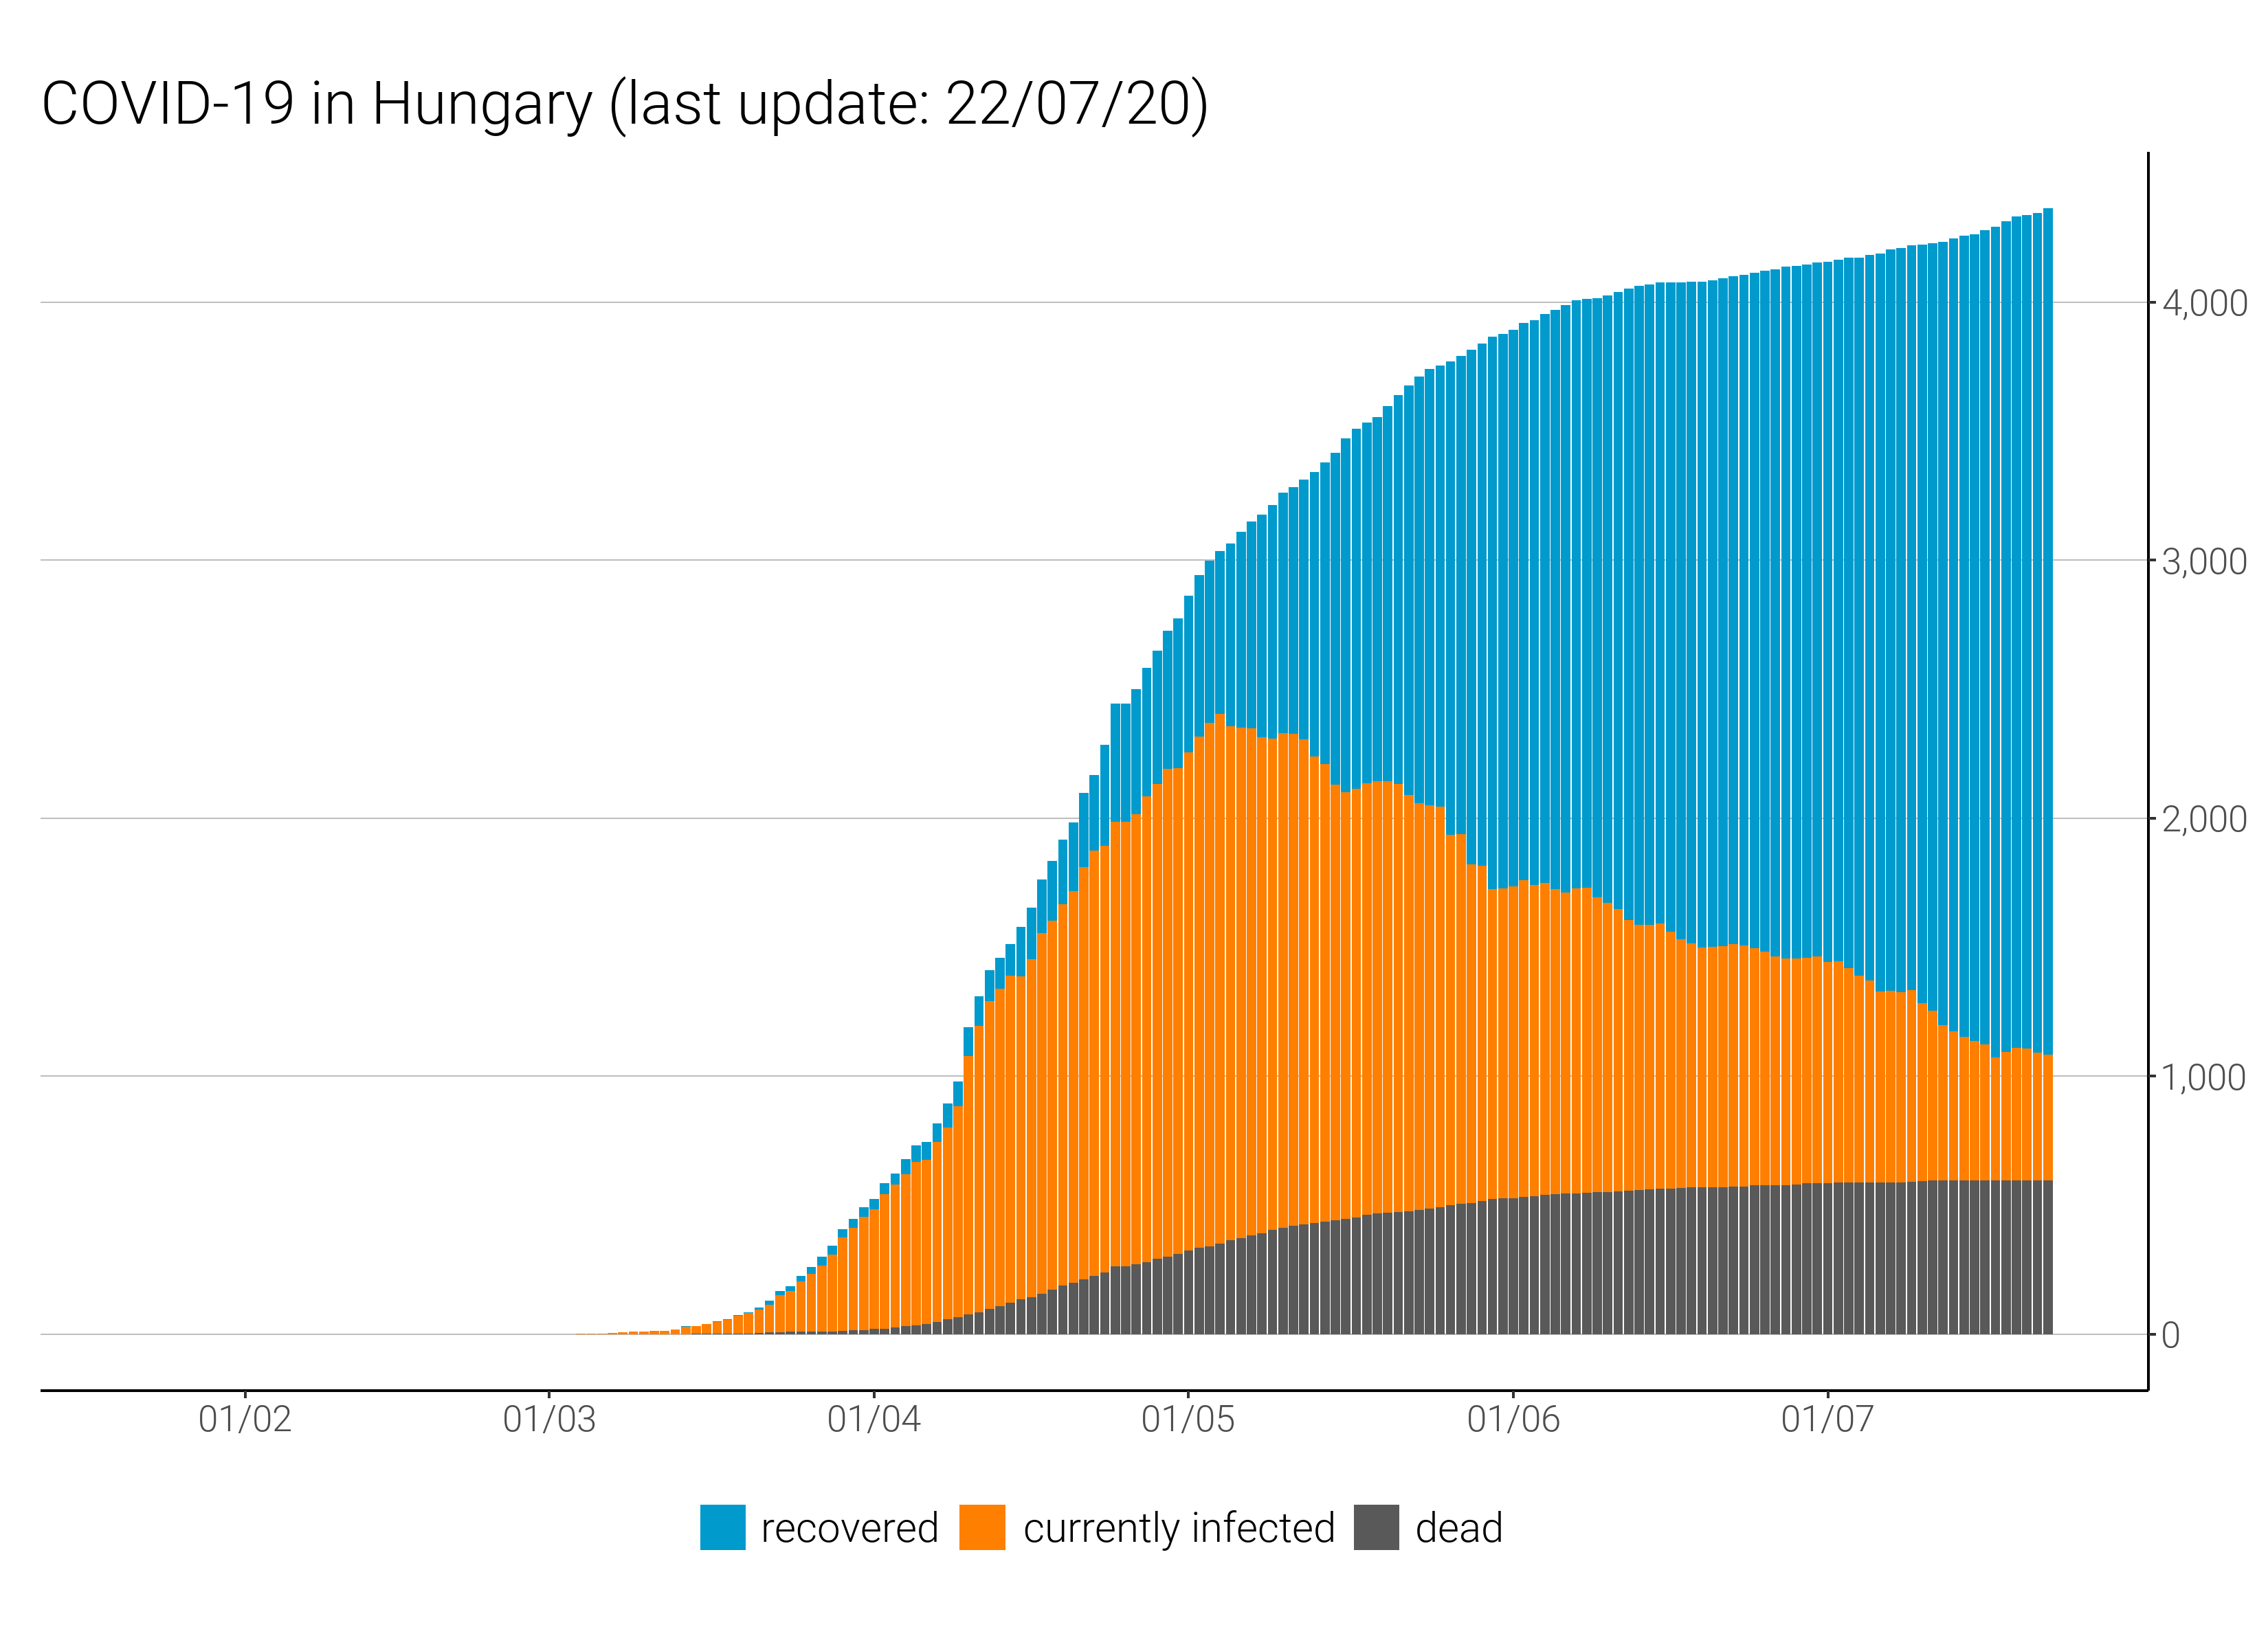 COVID-19 in Hungary (last update: 22/07/20)
4,000
3,000
2,000
1,000
0
01/02 01/03 01/04 01/05 01/06 01/07
recovered currently infected dead